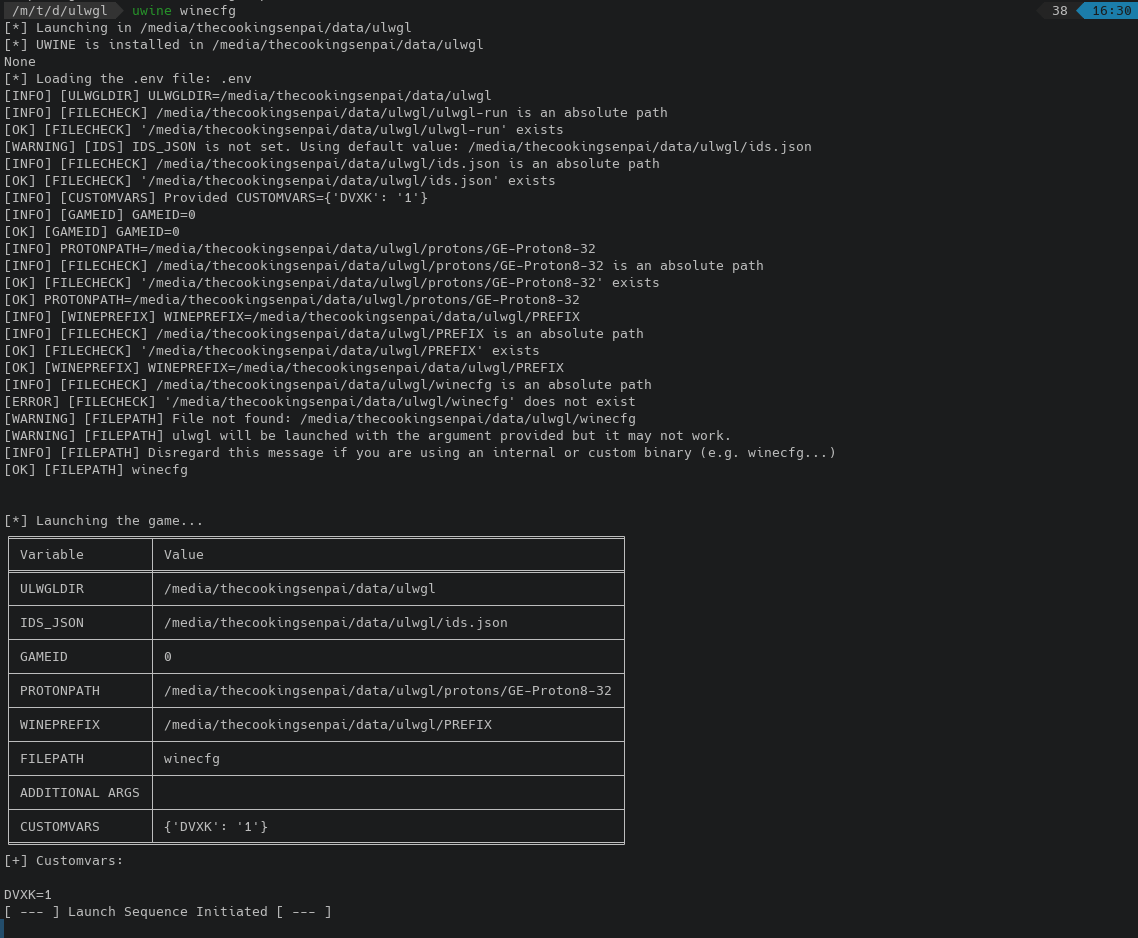 /m/t/d/ulwgl uwine winecfg 38 16:30
[*] Launching in /media/thecookingsenpai/data/ulwgl
[*] UWINE is installed in /media/thecookingsenpai/data/ulwgl
None
[*] Loading the .env file: .env
[INFO] [ULWGLDIR] ULWGLDIR=/media/thecookingsenpai/data/ulwgl
[INFO] [FILECHECK] /media/thecookingsenpai/data/ulwgl/ulwgl-run is an absolute path
[OK] [FILECHECK] '/media/thecookingsenpai/data/ulwgl/ulwgl-run' exists
[WARNING] [IDS] IDS_JSON is not set. Using default value: /media/thecookingsenpai/data/ulwgl/ids.json
[INFO] [FILECHECK] /media/thecookingsenpai/data/ulwgl/ids.json is an absolute path
[OK] [FILECHECK] '/media/thecookingsenpai/data/ulwgl/ids.json' exists
[INFO] [CUSTOMVARS] Provided CUSTOMVARS={'DVXK': '1'}
[INFO] [GAMEID] GAMEID=0
[OK] [GAMEID] GAMEID=0
[INFO] PROTONPATH=/media/thecookingsenpai/data/ulwgl/protons/GE-Proton8-32
[INFO] [FILECHECK] /media/thecookingsenpai/data/ulwgl/protons/GE-Proton8-32 is an absolute path
[OK] [FILECHECK] '/media/thecookingsenpai/data/ulwgl/protons/GE-Proton8-32' exists
[OK] PROTONPATH=/media/thecookingsenpai/data/ulwgl/protons/GE-Proton8-32
[INFO] [WINEPREFIX] WINEPREFIX=/media/thecookingsenpai/data/ulwgl/PREFIX
[INFO] [FILECHECK] /media/thecookingsenpai/data/ulwgl/PREFIX is an absolute path
[OK] [FILECHECK] '/media/thecookingsenpai/data/ulwgl/PREFIX' exists
[OK] [WINEPREFIX] WINEPREFIX=/media/thecookingsenpai/data/ulwgl/PREFIX
[INFO] [FILECHECK] /media/thecookingsenpai/data/ulwgl/winecfg is an absolute path
[ERROR] [FILECHECK] '/media/thecookingsenpai/data/ulwgl/winecfg' does not exist
[WARNING] [FILEPATH] File not found: /media/thecookingsenpai/data/ulwgl/winecfg
[WARNING] [FILEPATH] ulwgl will be launched with the argument provided but it may not work.
[INFO] [FILEPATH] Disregard this message if you are using an internal or custom binary (e.g. winecfg...)
[OK] [FILEPATH] winecfg
[*] Launching the game...
Variable Value
ULWGLDIR /media/thecookingsenpai/data/ulwgl
IDS_JSON /media/thecookingsenpai/data/ulwgl/ids.json
GAMEID 0
PROTONPATH /media/thecookingsenpai/data/ulwgl/protons/GE-Proton8-32
WINEPREFIX /media/thecookingsenpai/data/ulwgl/PREFIX
FILEPATH winecfg
ADDITIONAL ARGS
CUSTOMVARS {'DVXK': '1'}
[+] Customvars:
DVXK=1
[ --- ] Launch Sequence Initiated [ --- ]